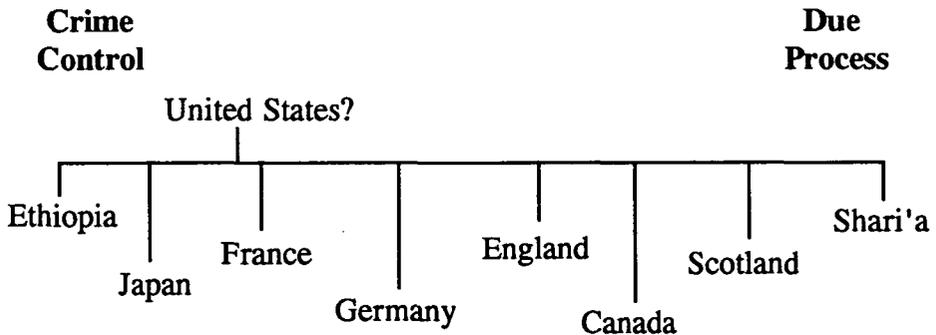 Crime
Control
Due
Process
United States?
Ethiopia
Japan
France
Germany
England
Canada
Scotland
Shari'a